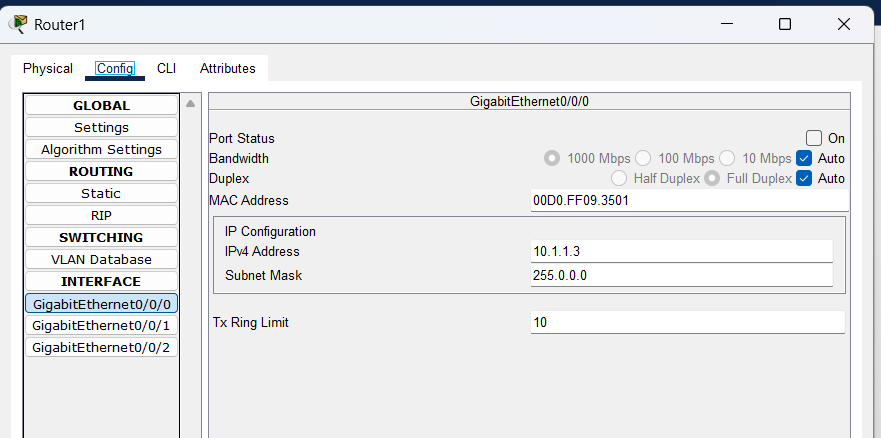 Router1
Physical Config CLI Attributes
GLOBAL
Settings
Algorithm Settings
ROUTING
Static
RIP
SWITCHING
VLAN Database
INTERFACE
GigabitEthernet0/0/0
GigabitEthernet0/0/1
GigabitEthernet0/0/2
GigabitEthernet0/0/0
Port Status On
Bandwidth 1000 Mbps 100 Mbps 10 Mbps Auto
Duplex Half Duplex Full Duplex Auto
MAC Address 00D0.FF09.3501
IP Configuration
IPv4 Address 10.1.1.3
Subnet Mask 255.0.0.0
Tx Ring Limit 10